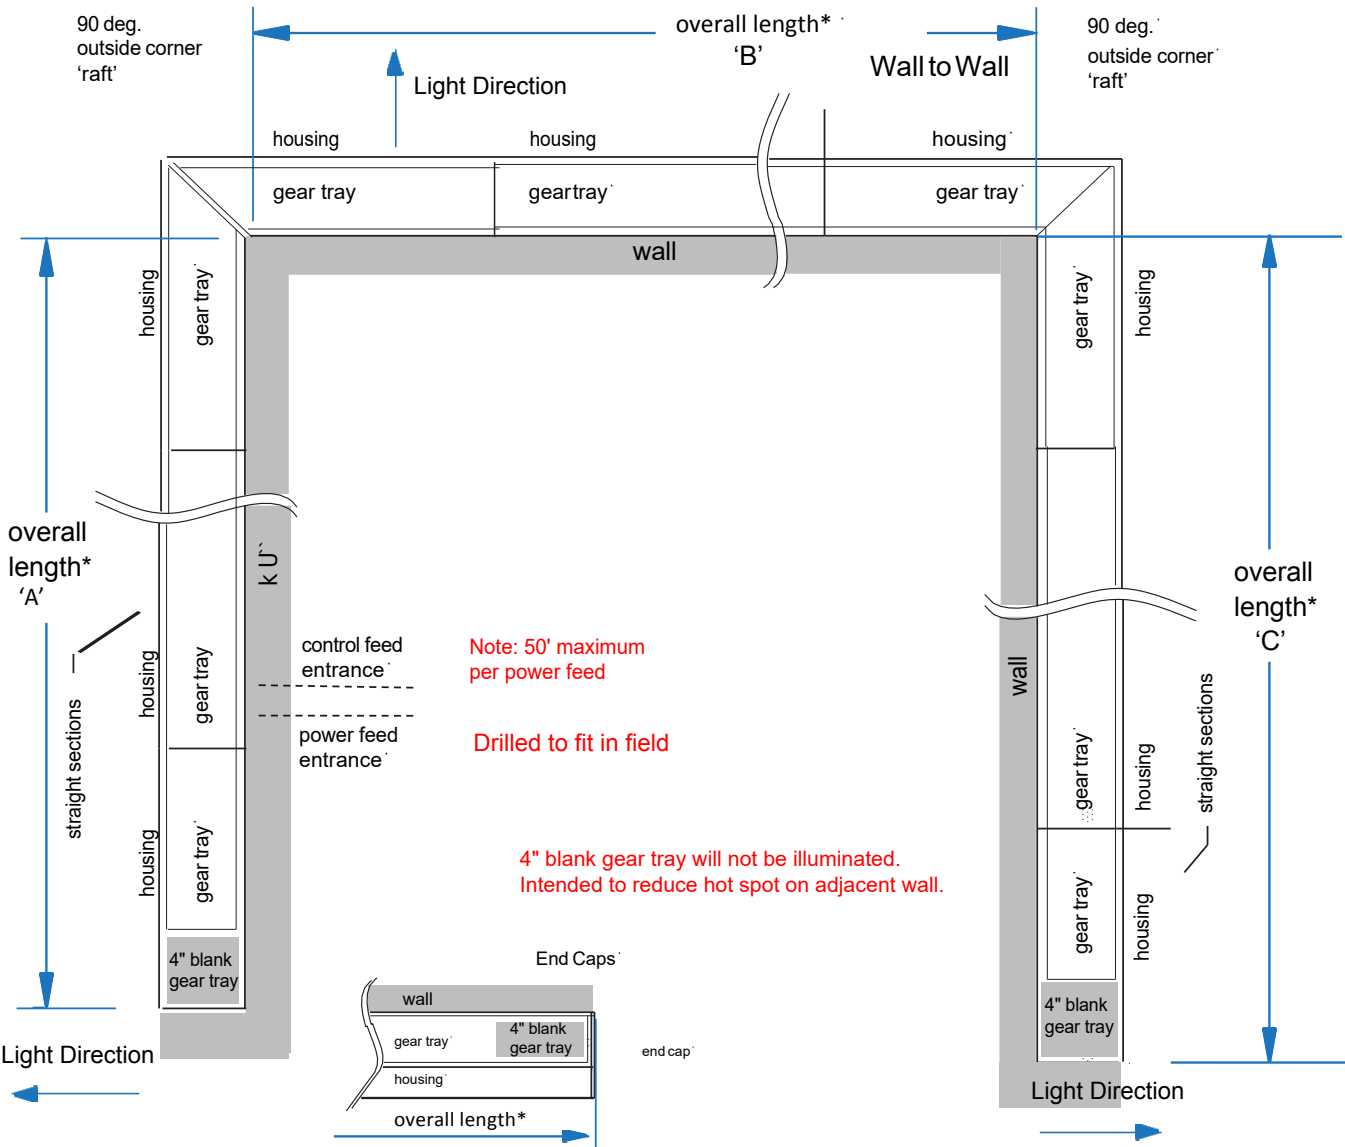 90 deg.
outside corner
‘raft’
overall length*
‘B’
Wall to Wall
90 deg.
outside corner
‘raft’
Light Direction
housing
housing
housing
gear tray
geartray
gear tray
wall
housing
gear tray
gear tray
housing
overall
length*
‘A’
k U``
overall
length*
‘C’
control feed
entrance
Note: 50' maximum
per power feed
power feed
entrance
Drilled to fit in field
straight sections
housing
gear tray
wall
gear tray
housing
straight sections
housing
gear tray
4" blank gear tray will not be illuminated.
Intended to reduce hot spot on adjacent wall.
gear tray
housing
4" blank
gear tray
End Caps
wall
gear tray
4" blank
gear tray
end cap
housing
overall length*
4" blank
gear tray
Light Direction
Light Direction